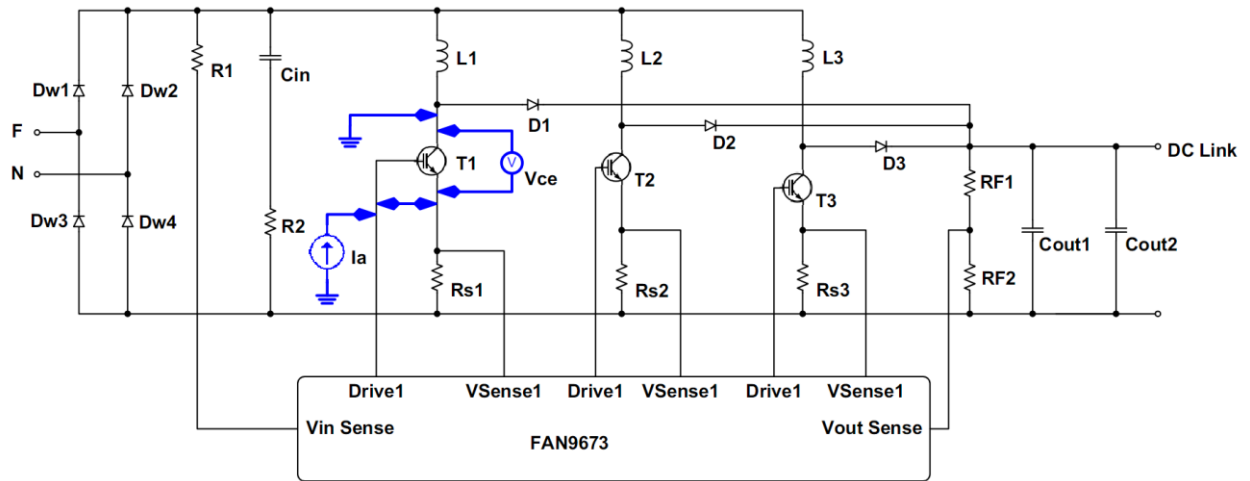 L1
L2
L3
R1
Cin
Dw1
Dw2
D1
F
D2
T1
V
DC Link
Vce
T2
D3
N
RF1
T3
Dw3
Dw4
R2
Ia
Cout1
Cout2
Rs1
Rs2
Rs3
RF2
Drive1 VSense1 Drive1 VSense1 Drive1 VSense1
Vin Sense Vout Sense
FAN9673